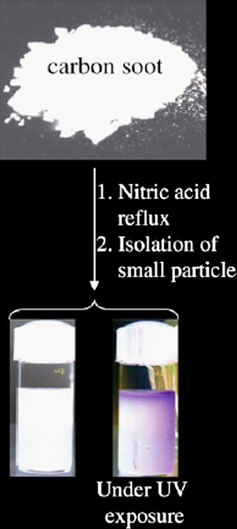 carbon soot
1. Nitric acid
reflux
2. Isolation of
small particle
Under UV
exposure